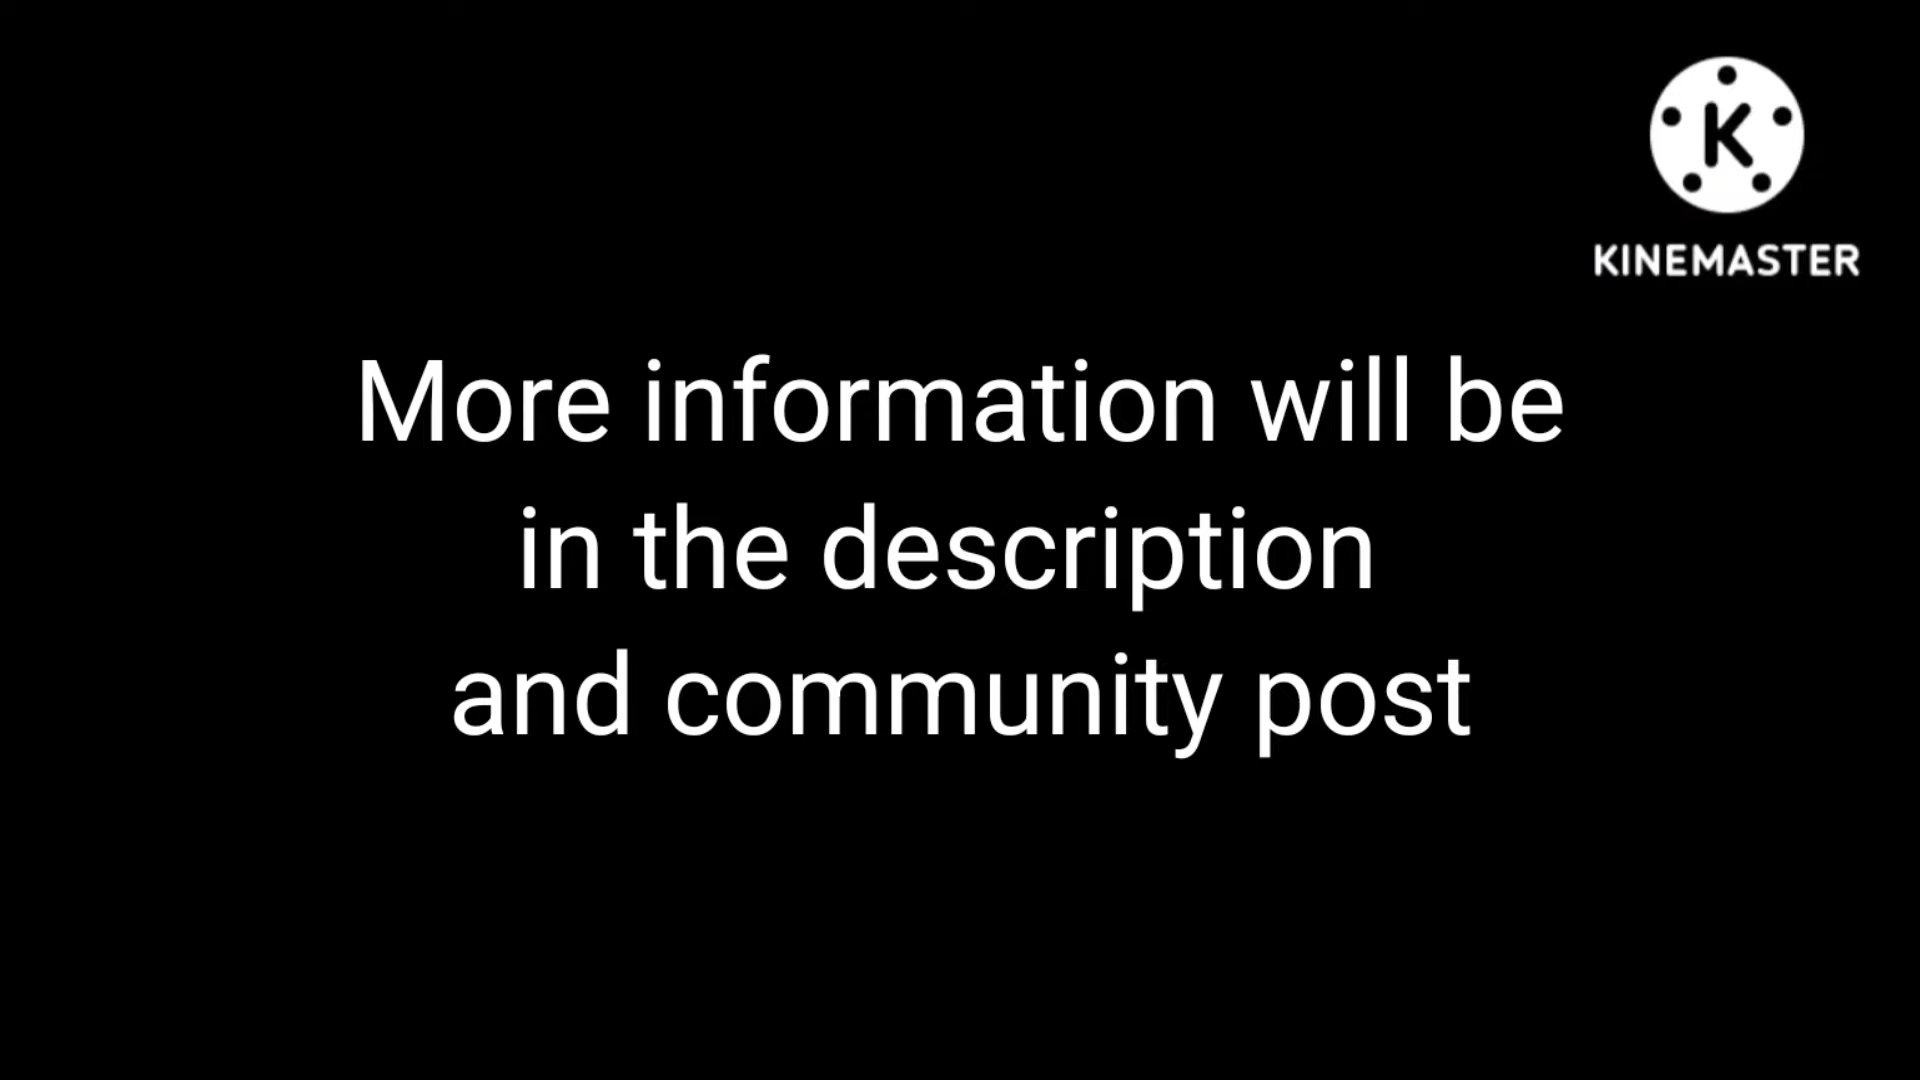 K
KINEMASTER
More information will be
in the description
and community post